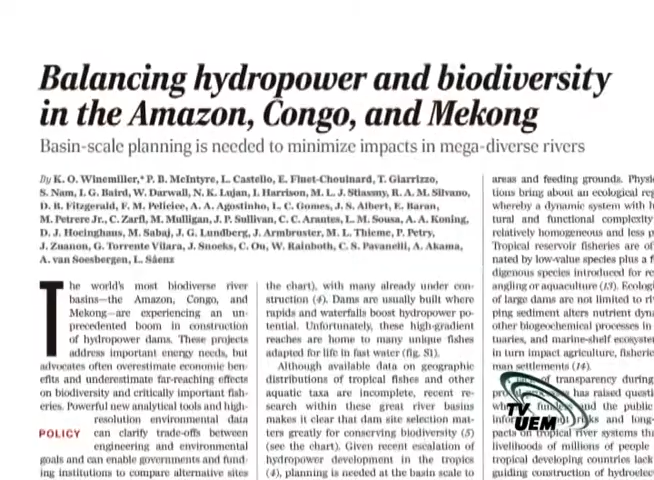 Balancing hydropower and biodiversity
in the Amazon, Congo, and Mekong
Basin-scale planning is needed to minimize impacts in mega-diverse rivers
By K. O. Winemiller,* P. B. McIntyre, L. Castello, E. Fluet-Chouinard, T. Giarrizzo,
S. Nam, I. G. Baird, W. Darwall, N. K. Lujan, I. Harrison, M. L. J. Stiassny, R. A. M. Silvano,
D. B. Fitzgerald, F. M. Pelicice, A. A. Agostinho, L. C. Gomes, J. S. Albert, E. Baran,
M. Petrere Jr., C. Zarfl, M. Mulligan, J. P. Sullivan, C. C. Arantes, L. M. Sousa, A. A. Koning,
D. J. Hoeinghaus, M. Sabaj, J. G. Lundberg, J. Armbruster, M. L. Thieme, P. Petry,
J. Zuanon, G. Torrente Vilara, J. Snoeks, C. Ou, W. Rainboth, C. S. Pavanelli, A. Akama,
A. van Soesbergen, L. Sáenz
The world's most biodiverse river
basins—the Amazon, Congo, and
Mekong—are experiencing an un-
precedented boom in construction
of hydropower dams. These projects
address important energy needs, but
advocates often overestimate economic ben-
efits and underestimate far-reaching effects
on biodiversity and critically important fish-
eries. Powerful new analytical tools and high-
resolution environmental data
can clarify trade-offs between
engineering and environmental
goals and can enable governments and fund-
ing institutions to compare alternative sites
POLICY
the chart), with many already under con-
struction (4). Dams are usually built where
rapids and waterfalls boost hydropower po-
tential. Unfortunately, these high-gradient
reaches are home to many unique fishes
adapted for life in fast water (fig. S1).
Although available data on geographic
distributions of tropical fishes and other
aquatic taxa are incomplete, recent re-
search within these great river basins
makes it clear that dam site selection mat-
ters greatly for conserving biodiversity (5)
(see the chart). Given recent escalation of
hydropower development in the tropics
(4), planning is needed at the basin scale to
areas and feeding grounds. Physi
tions bring about an ecological reg
whereby a dynamic system with h
tural and functional complexity
relatively homogeneous and less p
Tropical reservoir fisheries are of
nated by low-value species plus a f
digenous species introduced for re
angling or aquaculture (13). Ecologi
of large dams are not limited to ri
ping sediment alters nutrient dyna
other biogeochemical processes in
tuaries, and marine-shelf ecosyste
in turn impact agriculture, fisherie
man settlements (14).
of transparency during
has raised questi
funding and the public
risks and long-
pacts on tropical river systems tha
livelihoods of millions of people
tropical developing countries lack
guiding construction of hydroelec
TV
UEM